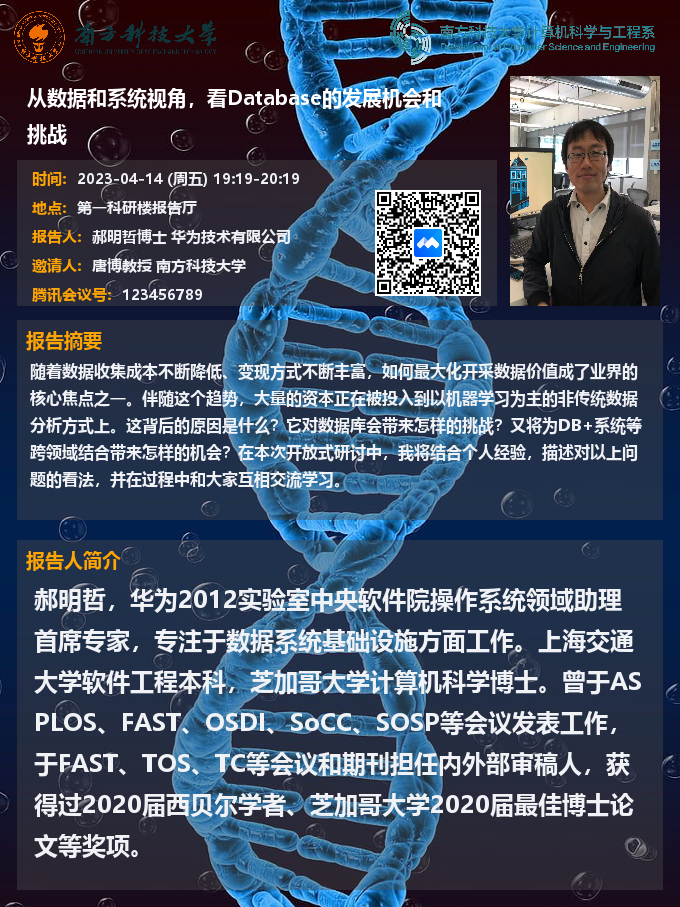 南方科技大学
SOUTHERN UNIVERSITY OF SCIENCE AND TECHNOLOGY
南方科技大学计算机科学与工程系
Department of Computer Science and Engineering
从数据和系统视角，看Database的发展机会和
挑战
时间：2023-04-14 (周五) 19:19-20:19
地点：第一科研楼报告厅
报告人：郝明哲博士 华为技术有限公司
邀请人：唐博教授 南方科技大学
腾讯会议号：123456789
报告摘要
随着数据收集成本不断降低、变现方式不断丰富，如何最大化开采数据价值成了业界的
核心焦点之一。伴随这个趋势，大量的资本正在被投入到以机器学习为主的非传统数据
分析方式上。这背后的原因是什么？它对数据库会带来怎样的挑战？又将为DB+系统等
跨领域结合带来怎样的机会？在本次开放式研讨中，我将结合个人经验，描述对以上问
题的看法，并在过程中和大家互相交流学习。
报告人简介
郝明哲，华为2012实验室中央软件院操作系统领域助理
首席专家，专注于数据系统基础设施方面工作。上海交通
大学软件工程本科，芝加哥大学计算机科学博士。曾于AS
PLOS、FAST、OSDI、SoCC、SOSP等会议发表工作，
于FAST、TOS、TC等会议和期刊担任内外部审稿人，获
得过2020届西贝尔学者、芝加哥大学2020届最佳博士论
文等奖项。